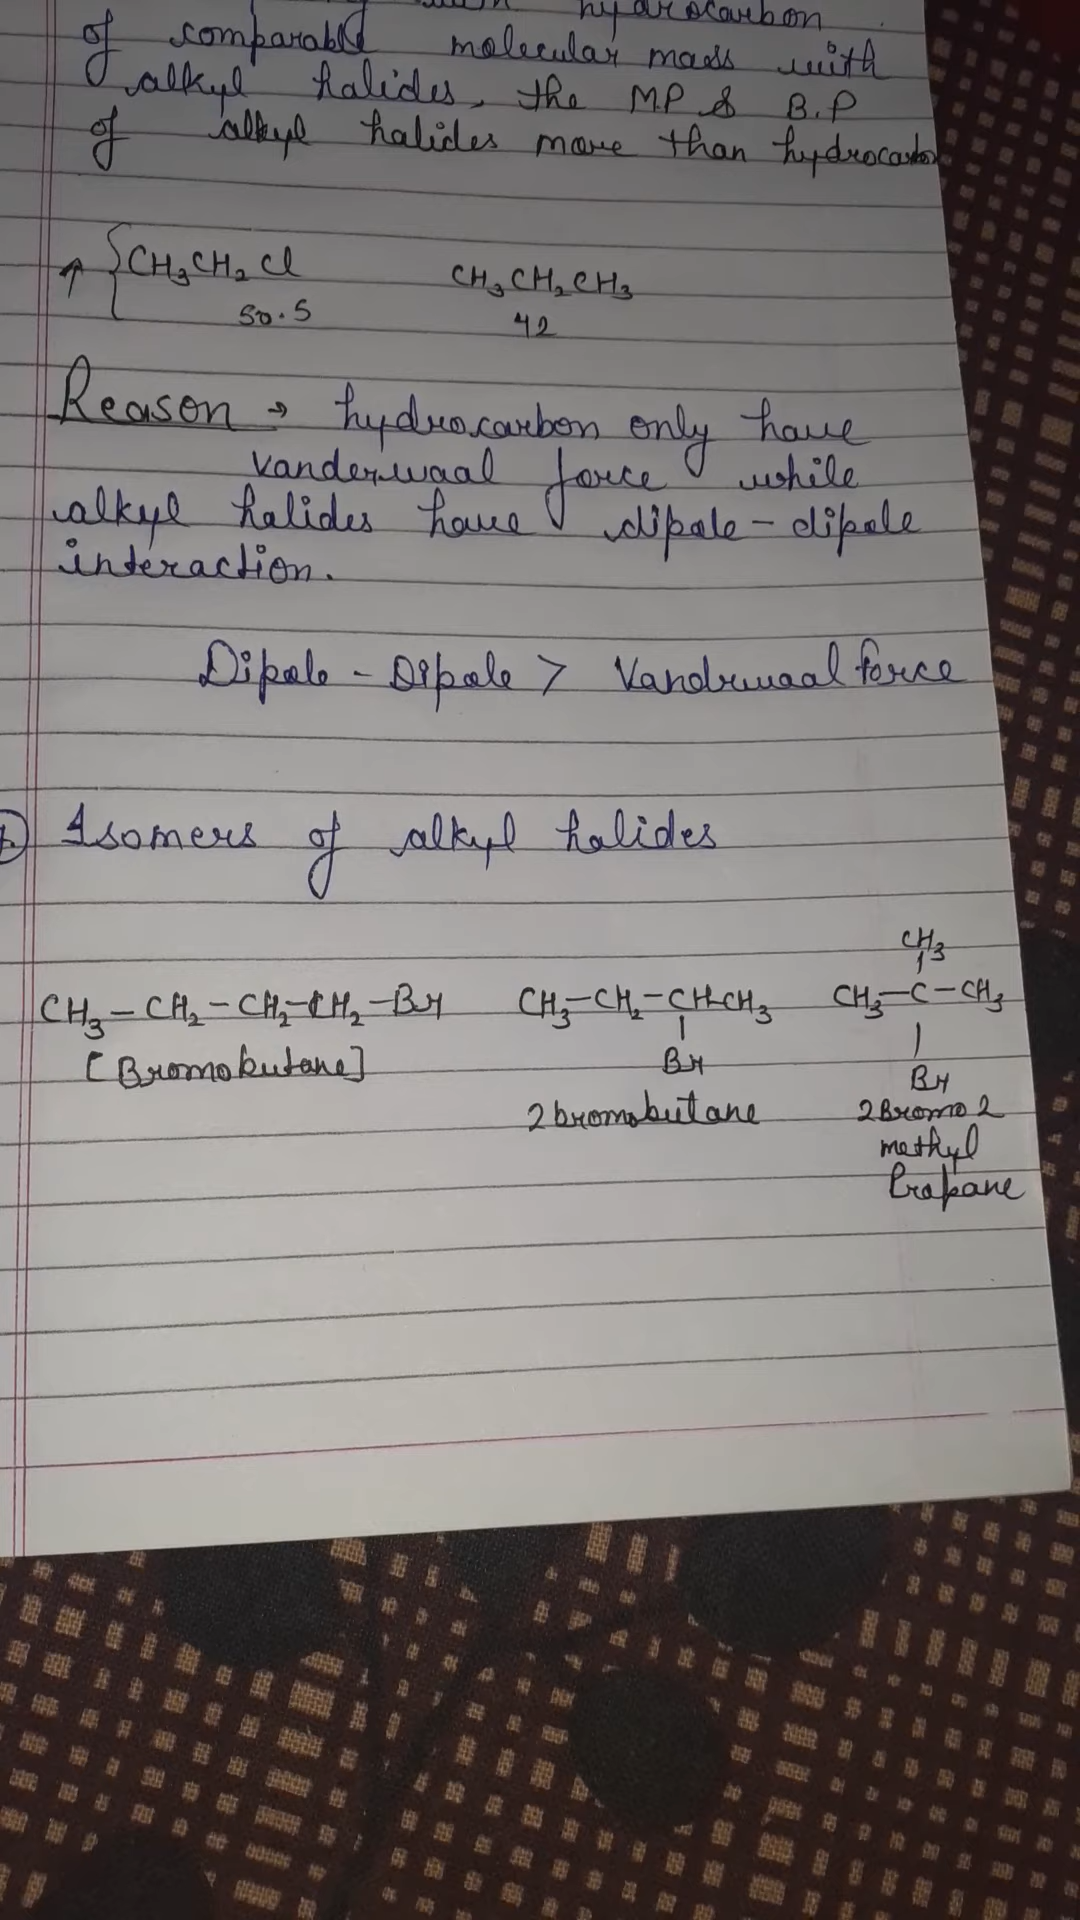 hydrocarbon
of comparable molecular mass with
alkyl halides, the M.P & B.P
of alkyl halides more than hydrocarbon
↑ { CH₃CH₂Cl CH₃CH₂CH₃
50.5 42
Reason → hydrocarbon only have
vanderwaal force while
alkyl halides have dipole-dipole
interaction.
Dipole - Dipole > Vandrwaal force
Isomers of alkyl halides
CH₃
CH₃-CH₂-CH₂-CH₂-Br CH₃-CH₂-CH-CH₃ CH₃-C-CH₃
[Bromobutane] Br Br
2 bromobutane 2 Bromo 2
methyl
Propane